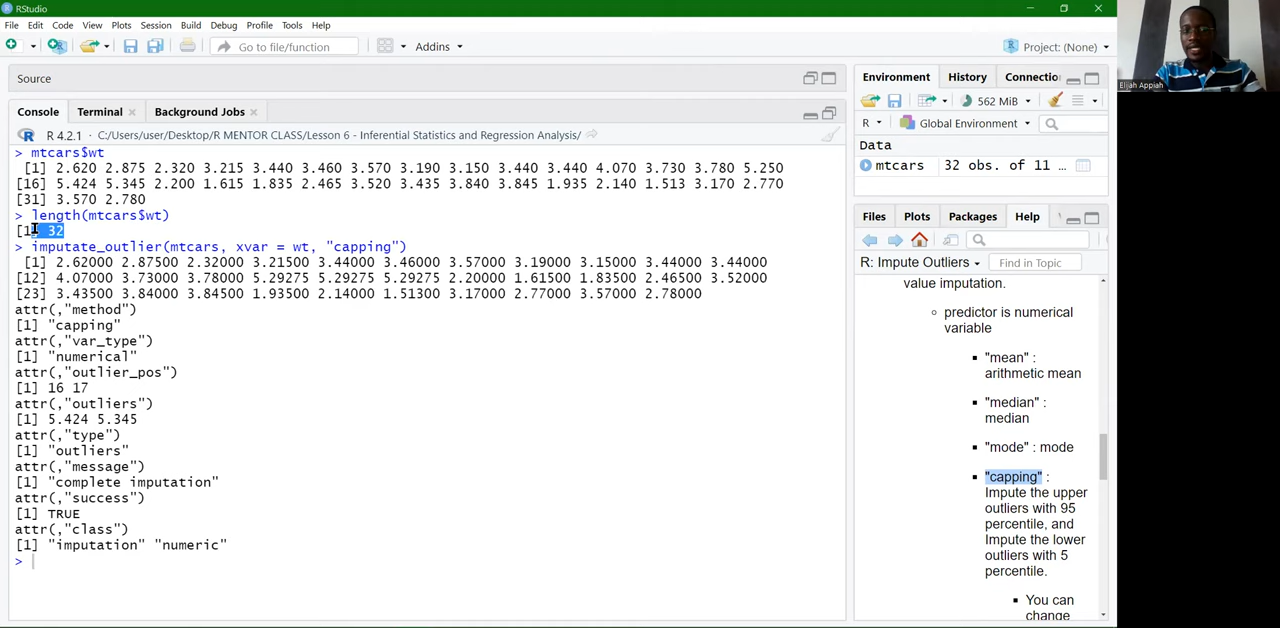 RStudio
File Edit Code View Plots Session Build Debug Profile Tools Help
Go to file/function
Addins
Project: (None)
Source
Console Terminal Background Jobs
R 4.2.1 · C:/Users/user/Desktop/R MENTOR CLASS/Lesson 6 - Inferential Statistics and Regression Analysis/
> mtcars$wt
[1] 2.620 2.875 2.320 3.215 3.440 3.460 3.570 3.190 3.150 3.440 3.440 4.070 3.730 3.780 5.250
[16] 5.424 5.345 2.200 1.615 1.835 2.465 3.520 3.435 3.840 3.845 1.935 2.140 1.513 3.170 2.770
[31] 3.570 2.780
> length(mtcars$wt)
[1] 32
> imputate_outlier(mtcars, xvar = wt, "capping")
[1] 2.62000 2.87500 2.32000 3.21500 3.44000 3.46000 3.57000 3.19000 3.15000 3.44000 3.44000
[12] 4.07000 3.73000 3.78000 5.29275 5.29275 5.29275 2.20000 1.61500 1.83500 2.46500 3.52000
[23] 3.43500 3.84000 3.84500 1.93500 2.14000 1.51300 3.17000 2.77000 3.57000 2.78000
attr(,"method")
[1] "capping"
attr(,"var_type")
[1] "numerical"
attr(,"outlier_pos")
[1] 16 17
attr(,"outliers")
[1] 5.424 5.345
attr(,"type")
[1] "outliers"
attr(,"message")
[1] "complete imputation"
attr(,"success")
[1] TRUE
attr(,"class")
[1] "imputation" "numeric"
>
Environment History Connectio
562 MiB
R Global Environment
Data
mtcars 32 obs. of 11 …
Files Plots Packages Help
R: Impute Outliers Find in Topic
value imputation.
predictor is numerical
variable
"mean" :
arithmetic mean
"median" :
median
"mode" : mode
"capping" :
Impute the upper
outliers with 95
percentile, and
Impute the lower
outliers with 5
percentile.
You can
change
Elijah Appiah